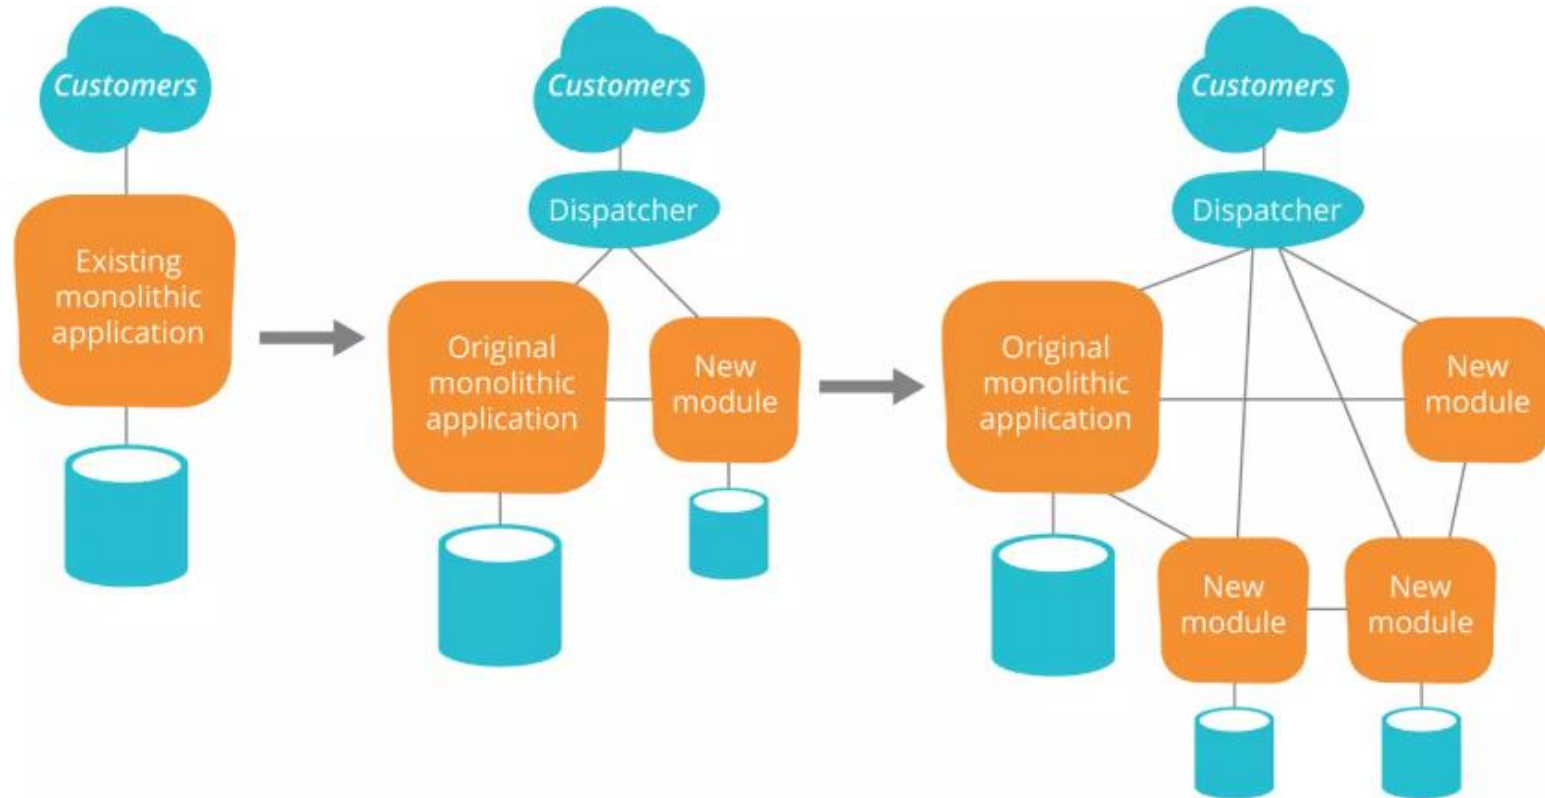 Customers
Existing
monolithic
application
Customers
Dispatcher
Original
monolithic
application
New
module
Customers
Dispatcher
Original
monolithic
application
New
module
New
module
New
module